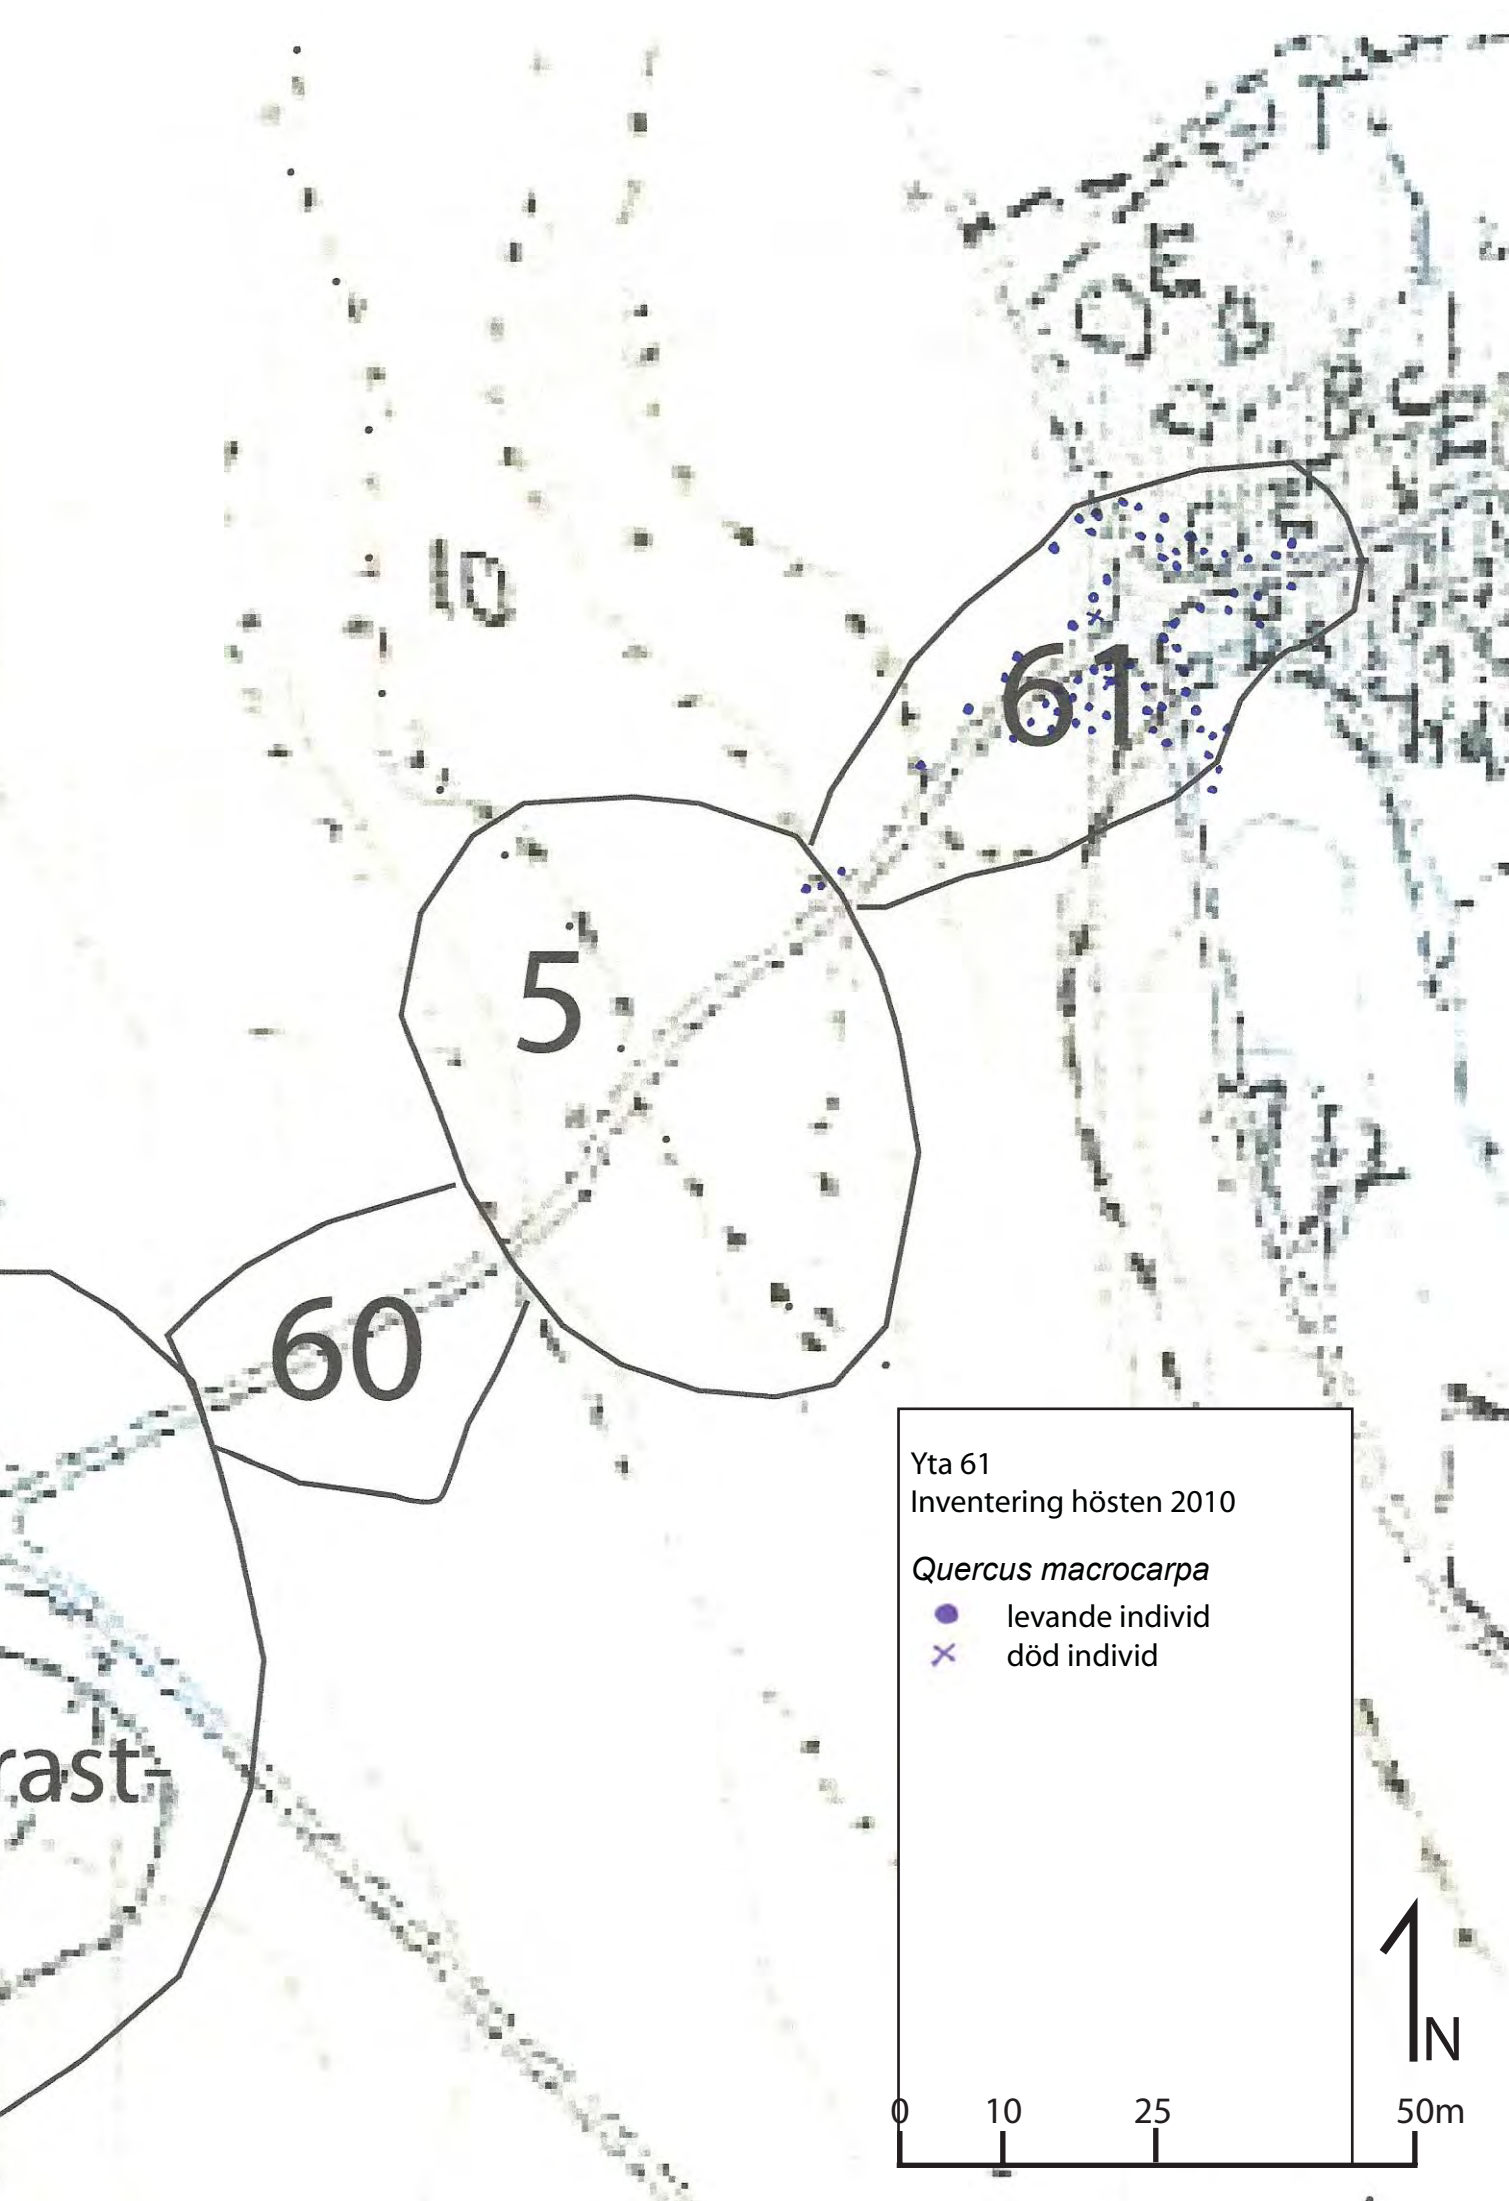 10
61
5
60
rast-
Yta 61
Inventering hösten 2010
Quercus macrocarpa
levande individ
död individ
N
0 10 25 50m